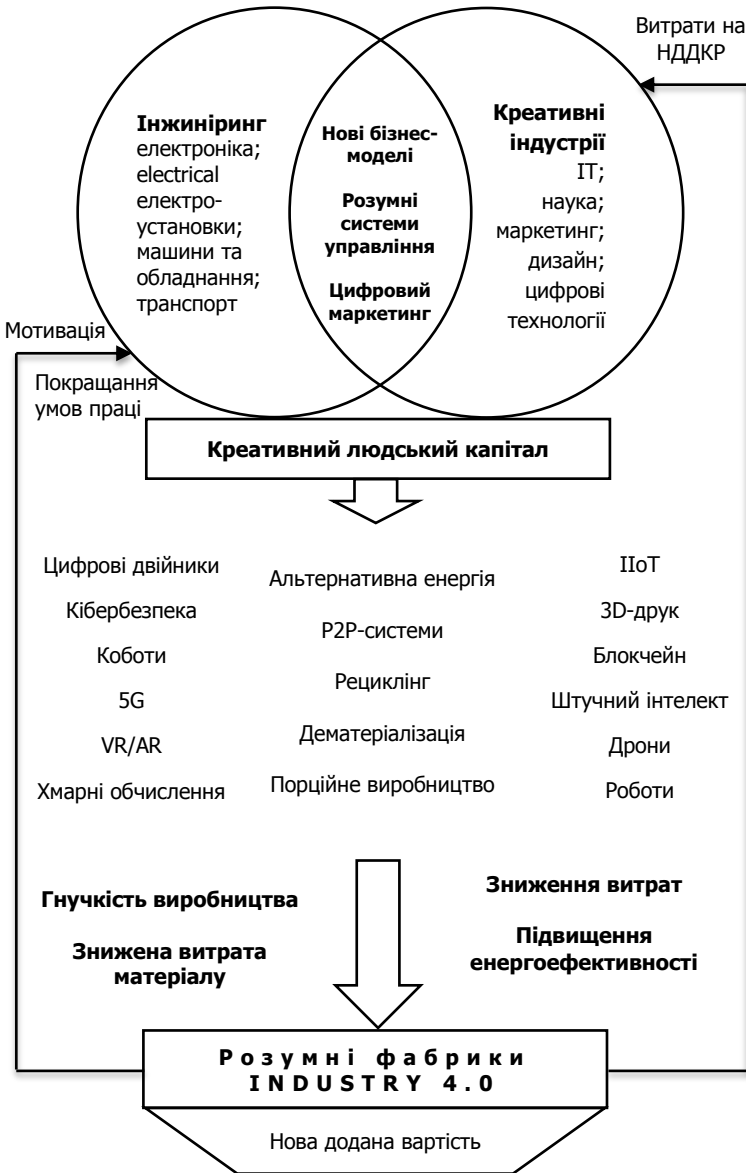 Витрати на
НДДКР
Інжиніринг
електроніка;
electrical
електро-
установки;
машини та
обладнання;
транспорт
Нові бізнес-
моделі
Розумні
системи
управління
Цифровий
маркетинг
Креативні
індустрії
ІТ;
наука;
маркетинг;
дизайн;
цифрові
технології
Мотивація
Покращання
умов праці
Креативний людський капітал
Цифрові двійники
Кібербезпека
Коботи
5G
VR/AR
Хмарні обчислення
Альтернативна енергія
P2P-системи
Рециклінг
Дематеріалізація
Порційне виробництво
IIoT
3D-друк
Блокчейн
Штучний інтелект
Дрони
Роботи
Гнучкість виробництва
Знижена витрата
матеріалу
Зниження витрат
Підвищення
енергоефективності
Розумні фабрики
INDUSTRY 4.0
Нова додана вартість